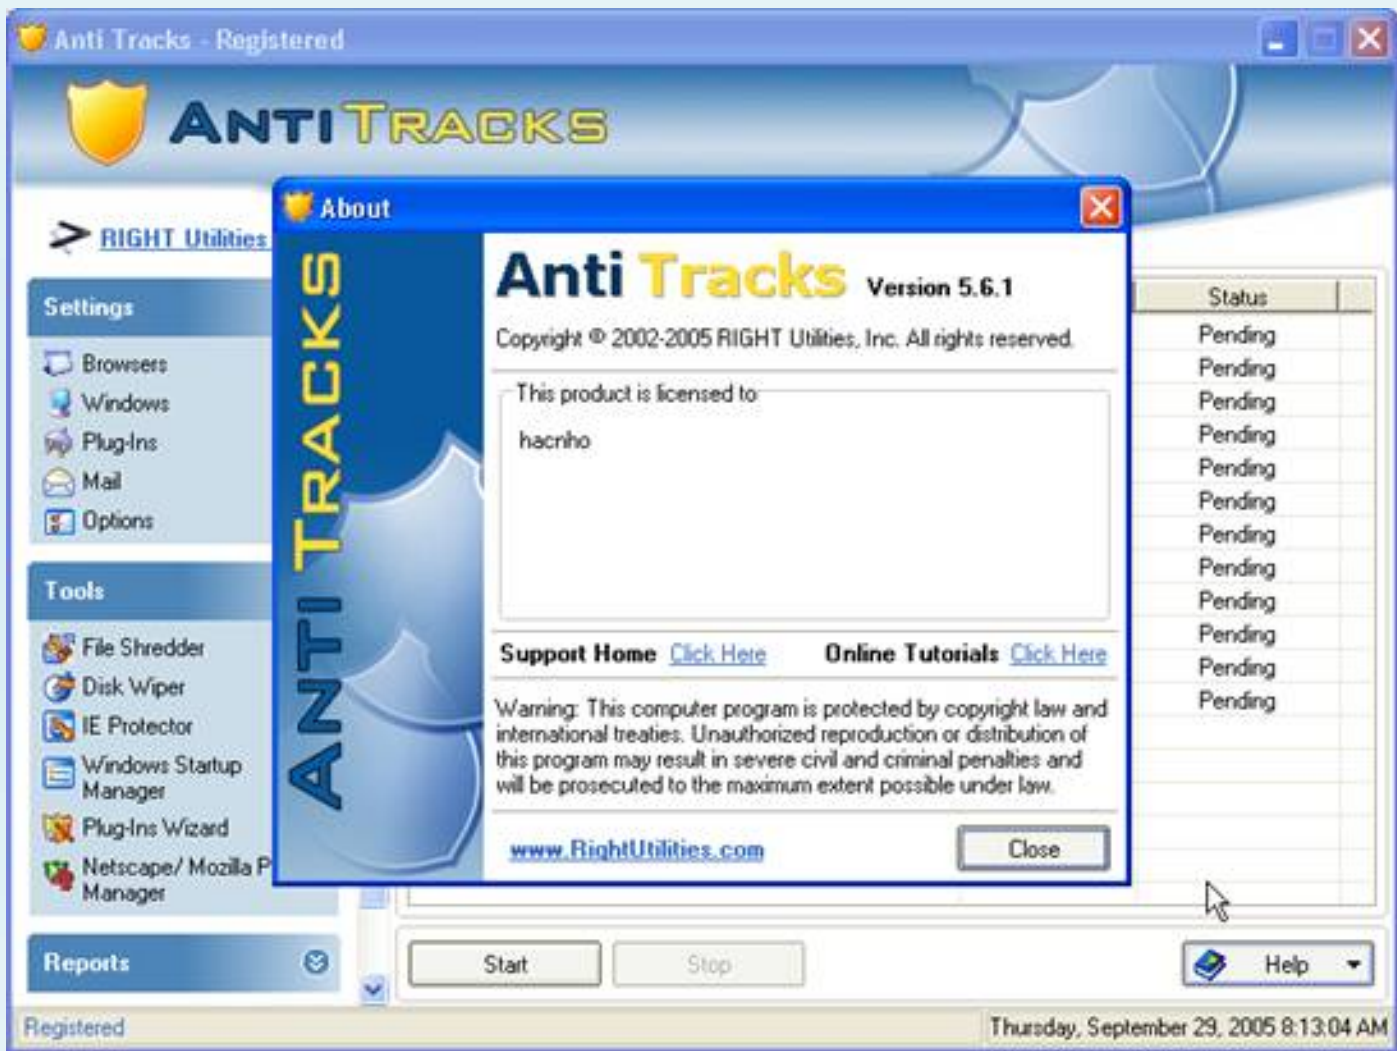 Anti Tracks - Registered
ANTI TRACKS
RIGHT Utilities
Settings
Browsers
Windows
Plug-Ins
Mail
Options
Tools
File Shredder
Disk Wiper
IE Protector
Windows Startup
Manager
Plug-Ins Wizard
Netscape/ Mozilla P
Manager
Reports
About
ANTI TRACKS
Anti Tracks Version 5.6.1
Copyright © 2002-2005 RIGHT Utilities, Inc. All rights reserved.
This product is licensed to
hacnho
Support Home Click Here Online Tutorials Click Here
Warning: This computer program is protected by copyright law and
international treaties. Unauthorized reproduction or distribution of
this program may result in severe civil and criminal penalties and
will be prosecuted to the maximum extent possible under law.
www.RightUtilities.com Close
Status
Pending
Pending
Pending
Pending
Pending
Pending
Pending
Pending
Pending
Pending
Pending
Pending
Start Stop Help
Registered Thursday, September 29, 2005 8:13:04 AM